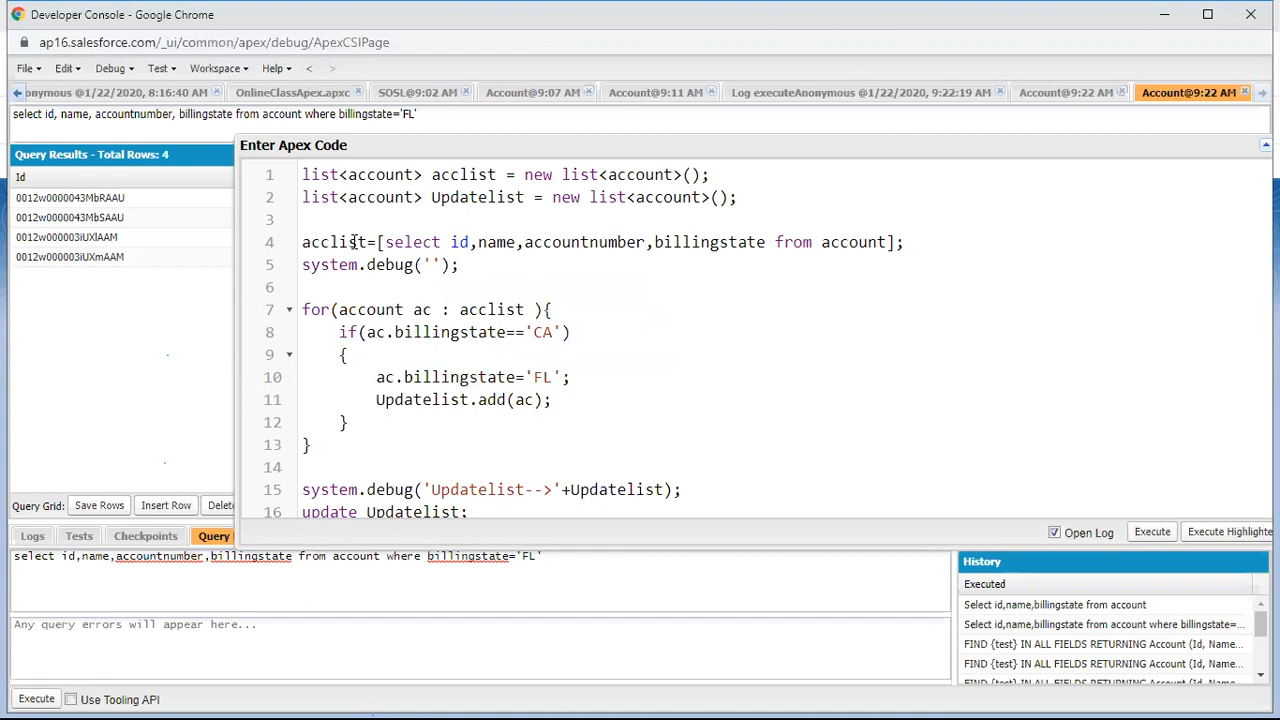 Developer Console - Google Chrome
ap16.salesforce.com/_ui/common/apex/debug/ApexCSIPage
File Edit Debug Test Workspace Help < >
onymous @1/22/2020, 8:16:40 AM OnlineClassApex.apxc SOSL@9:02 AM Account@9:07 AM Account@9:11 AM Log executeAnonymous @1/22/2020, 9:22:19 AM Account@9:22 AM Account@9:22 AM
select id, name, accountnumber, billingstate from account where billingstate='FL'
Query Results - Total Rows: 4
Id
0012w0000043MbRAAU
0012w0000043MbSAAU
0012w000003iUXlAAM
0012w000003iUXmAAM
Enter Apex Code
1 list<account> acclist = new list<account>();
2 list<account> Updatelist = new list<account>();
3
4 acclist=[select id,name,accountnumber,billingstate from account];
5 system.debug('');
6
7 for(account ac : acclist ){
8 if(ac.billingstate=='CA')
9 {
10 ac.billingstate='FL';
11 Updatelist.add(ac);
12 }
13 }
14
15 system.debug('Updatelist-->'+Updatelist);
16 update Updatelist;
Open Log Execute Execute Highlighte
Query Grid: Save Rows Insert Row Delet
Logs Tests Checkpoints Query
select id,name,accountnumber,billingstate from account where billingstate='FL'
Any query errors will appear here...
Execute Use Tooling API
History
Executed
Select id,name,billingstate from account
Select id,name,billingstate from account where billingstate=...
FIND {test} IN ALL FIELDS RETURNING Account (Id, Name...
FIND {test} IN ALL FIELDS RETURNING Account (Id, Name...